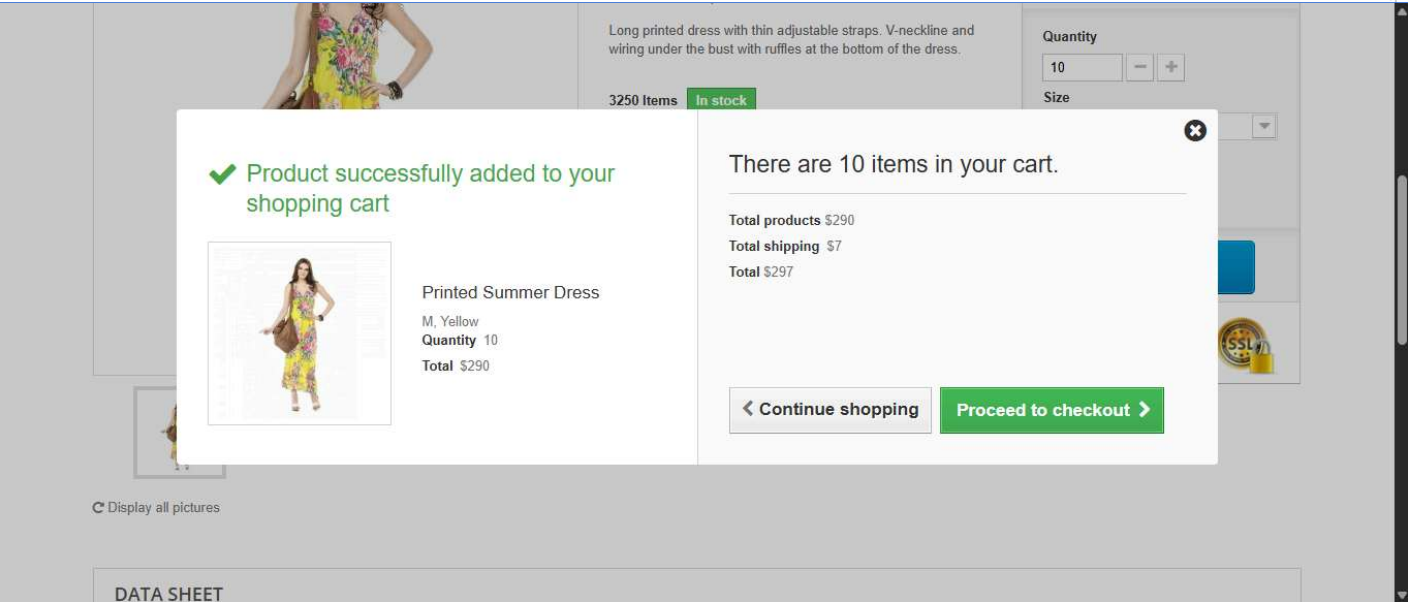 Long printed dress with thin adjustable straps. V-neckline and
wiring under the bust with ruffles at the bottom of the dress.
3250 Items In stock
Quantity
10
Size
Product successfully added to your
shopping cart
Printed Summer Dress
M, Yellow
Quantity 10
Total $290
There are 10 items in your cart.
Total products $290
Total shipping $7
Total $297
Continue shopping
Proceed to checkout
SSL
Display all pictures
DATA SHEET